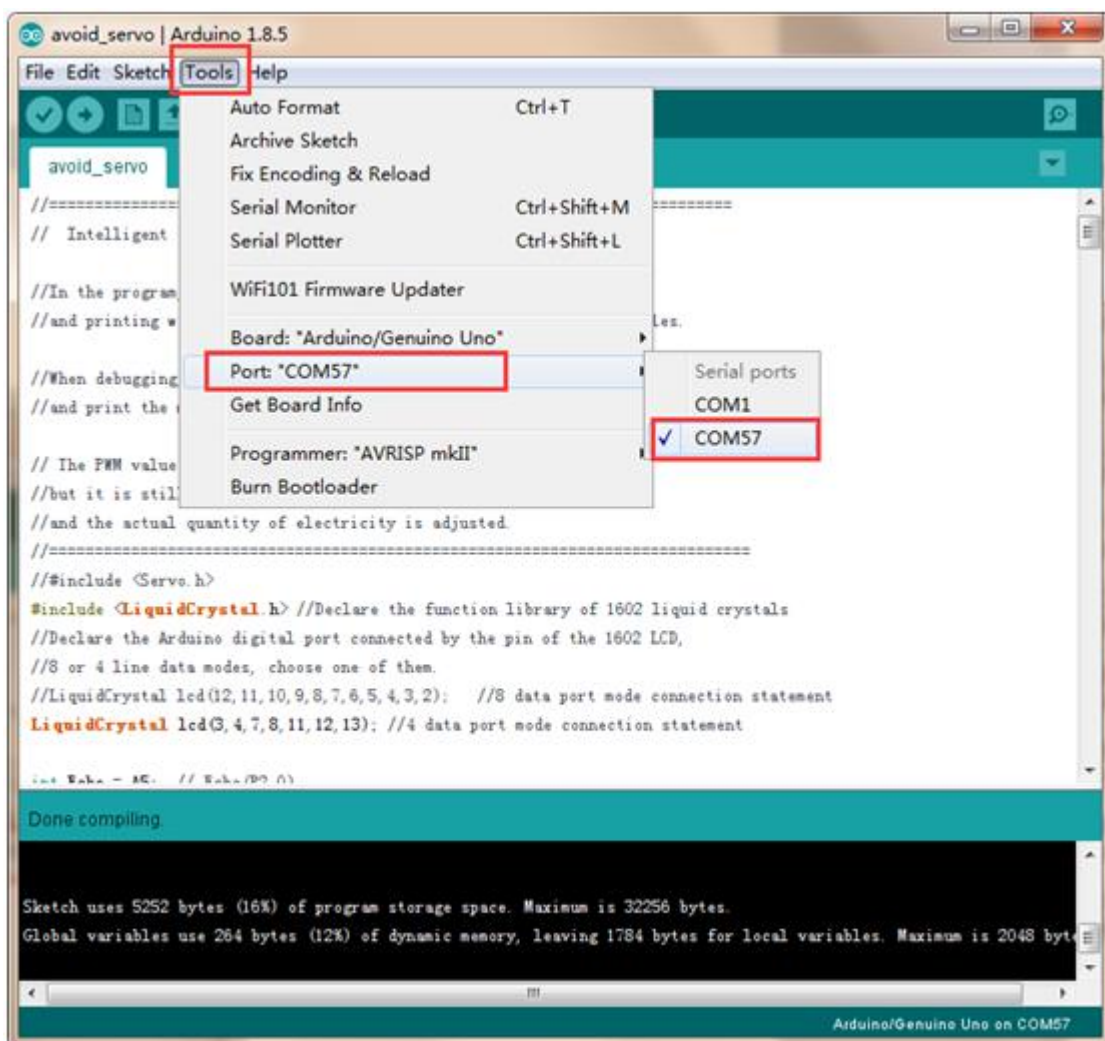 avoid_servo | Arduino 1.8.5
File Edit Sketch Tools Help
Auto Format Ctrl+T
Archive Sketch
Fix Encoding & Reload
Serial Monitor Ctrl+Shift+M
Serial Plotter Ctrl+Shift+L
WiFi101 Firmware Updater
Board: "Arduino/Genuino Uno"
Port: "COM57"
Get Board Info
Programmer: "AVRISP mkII"
Burn Bootloader
Serial ports
COM1
COM57
avoid_servo
//=============== =========
// Intelligent
//In the program,
//and printing w les.
//When debugging
//and print the
// The PWM value
//but it is stil
//and the actual quantity of electricity is adjusted.
//=============================================================================
//#include <Servo.h>
#include <LiquidCrystal.h> //Declare the function library of 1602 liquid crystals
//Declare the Arduino digital port connected by the pin of the 1602 LCD,
//8 or 4 line data modes, choose one of them.
//LiquidCrystal lcd(12,11,10,9,8,7,6,5,4,3,2); //8 data port mode connection statement
LiquidCrystal lcd(3,4,7,8,11,12,13); //4 data port mode connection statement
int Echo = A5; // Echo(P2.0)
Done compiling.
Sketch uses 5252 bytes (16%) of program storage space. Maximum is 32256 bytes.
Global variables use 264 bytes (12%) of dynamic memory, leaving 1784 bytes for local variables. Maximum is 2048 byt
Arduino/Genuino Uno on COM57